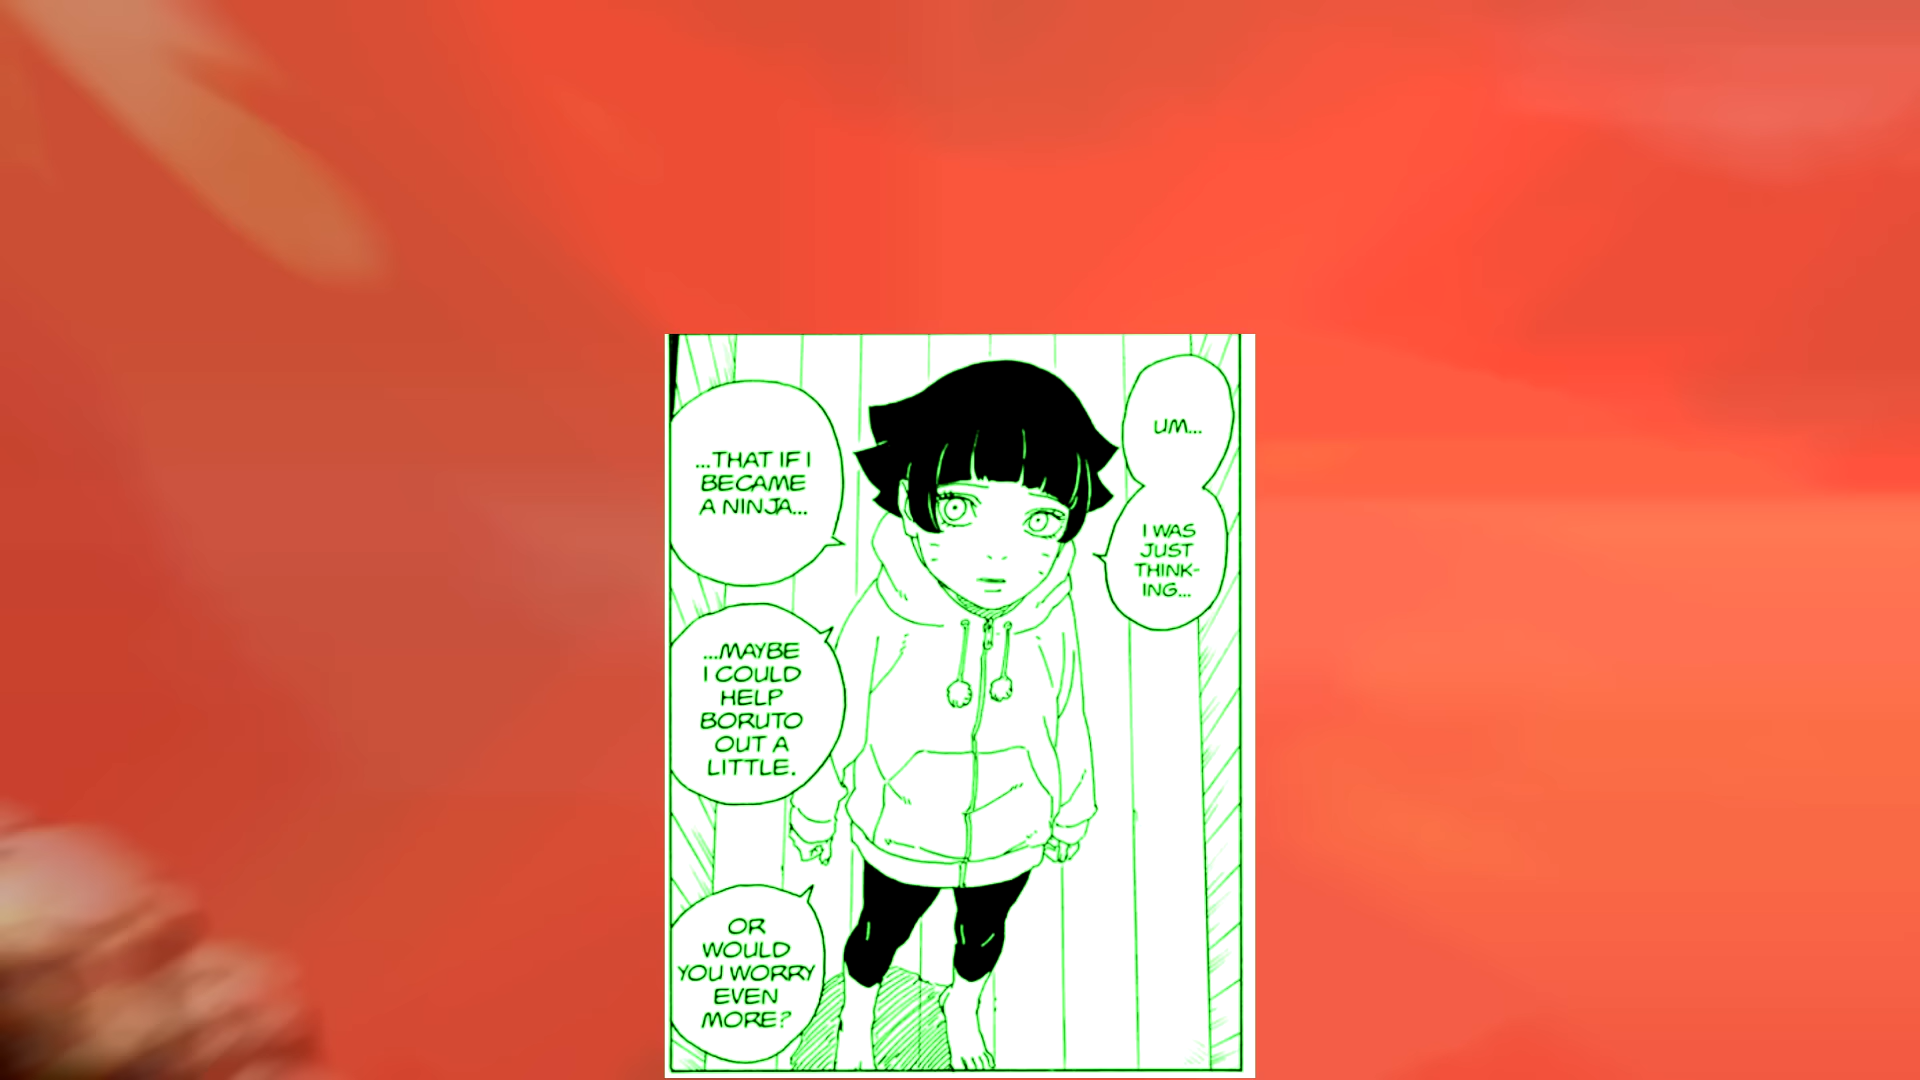 UM...
I WAS
JUST
THINK-
ING...
...THAT IF I
BECAME
A NINJA...
...MAYBE
I COULD
HELP
BORUTO
OUT A
LITTLE.
OR
WOULD
YOU WORRY
EVEN
MORE?